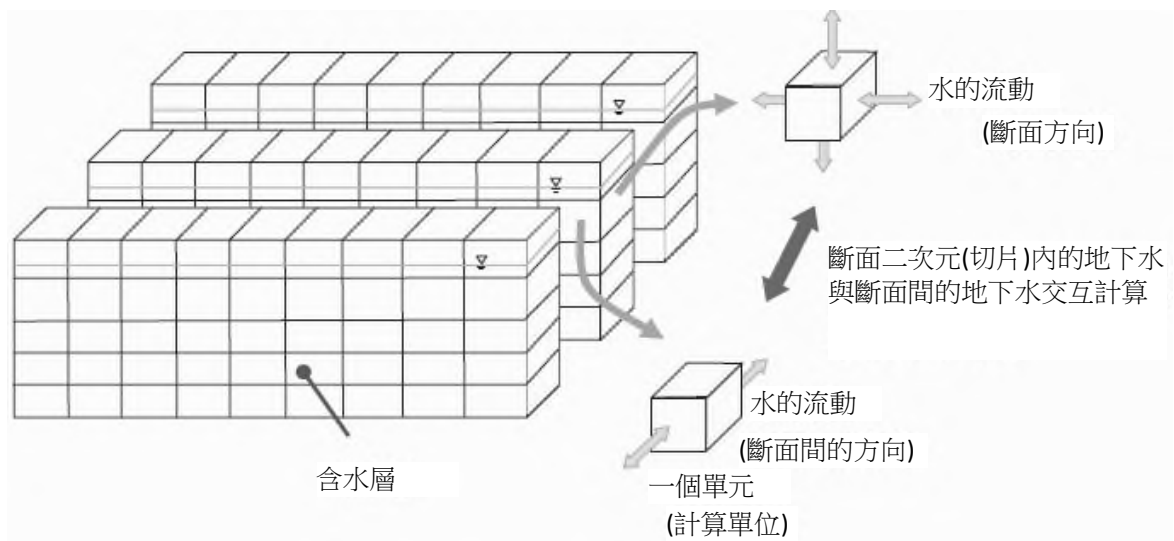 水的流動
(斷面方向)
斷面二次元(切片)內的地下水
與斷面間的地下水交互計算
水的流動
(斷面間的方向)
含水層
一個單元
(計算單位)